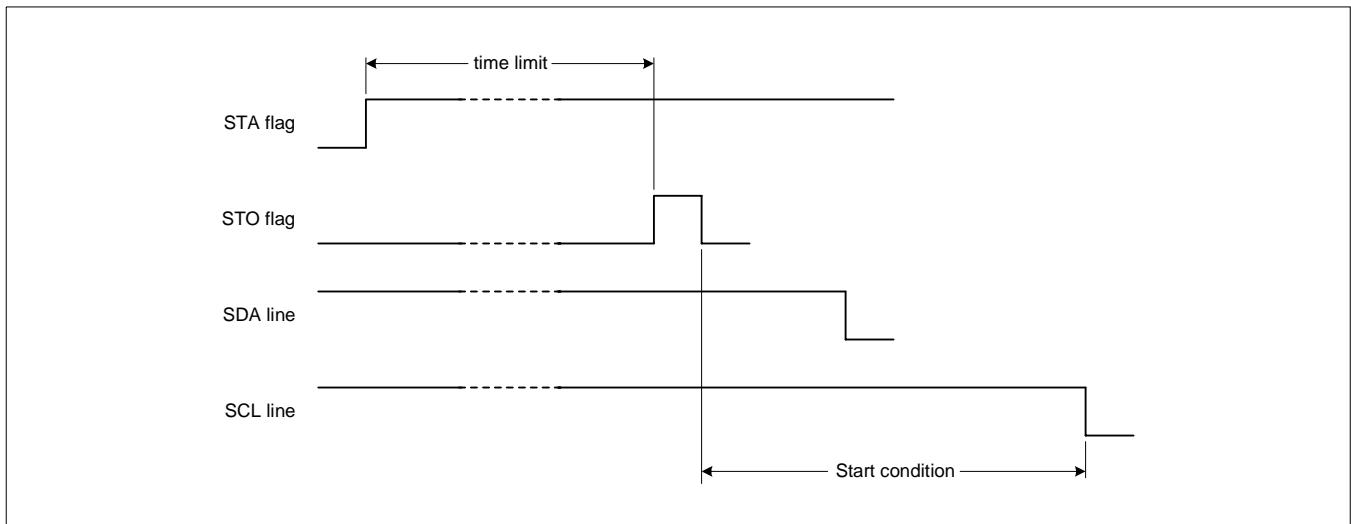 time limit
STA flag
STO flag
SDA line
SCL line
Start condition